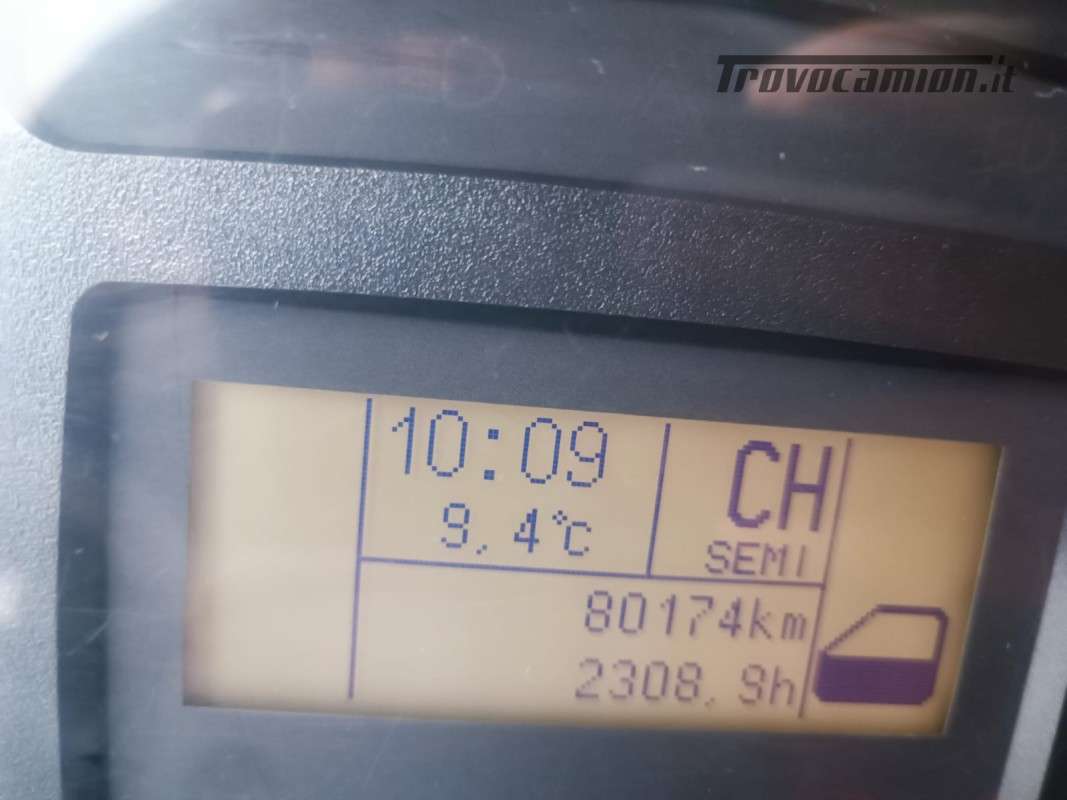 Trovocamion.it
10:09
9,4°C
CH
SEMI
80174km
2308,9h